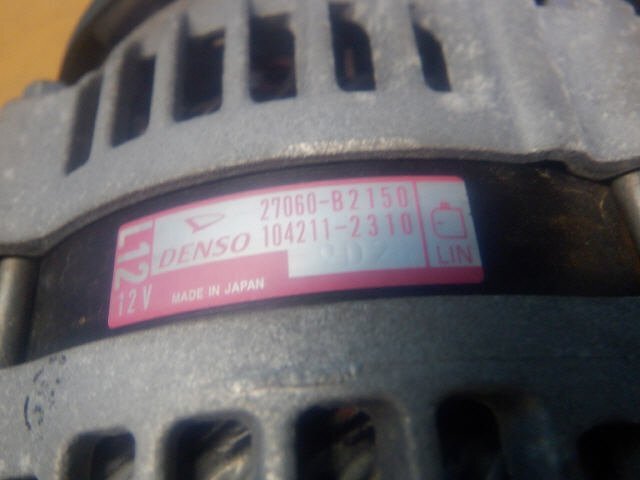 L12
12V
27060-B2150
DENSO 104211-2310
MADE IN JAPAN
LIN